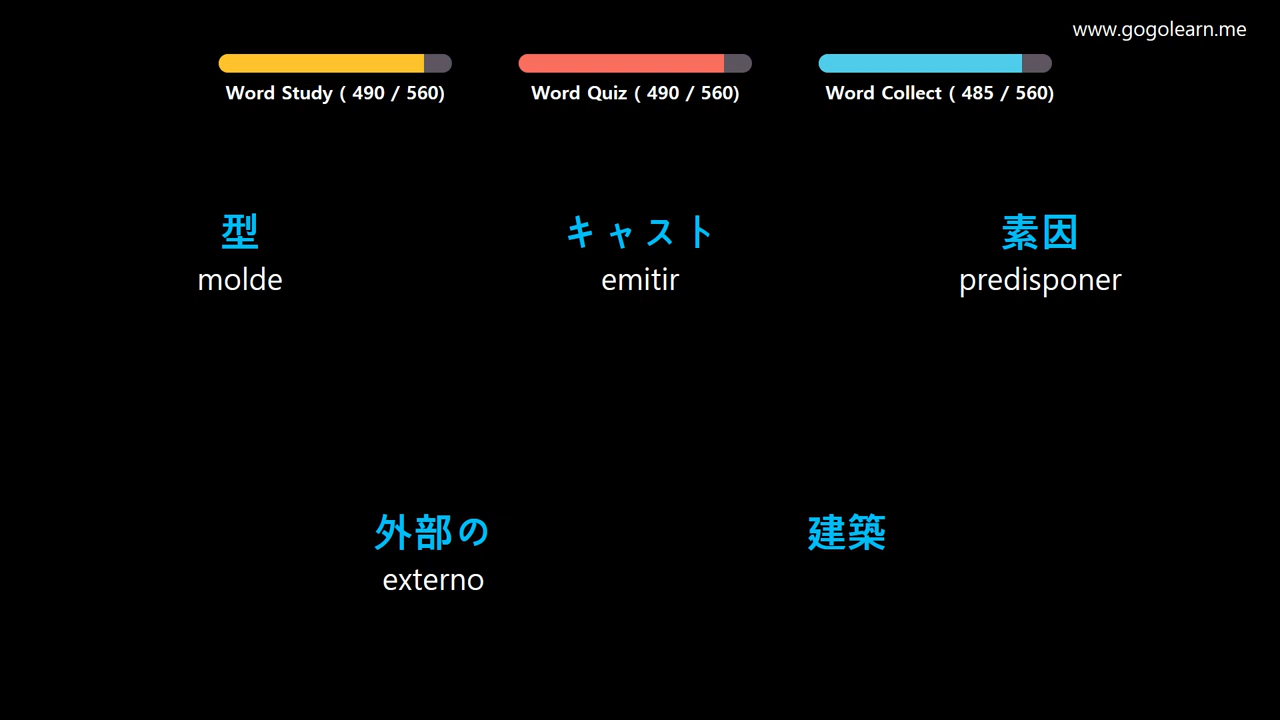 www.gogolearn.me
Word Study ( 490 / 560)
Word Quiz ( 490 / 560)
Word Collect ( 485 / 560)
型
molde
キャスト
emitir
素因
predisponer
外部の
externo
建築